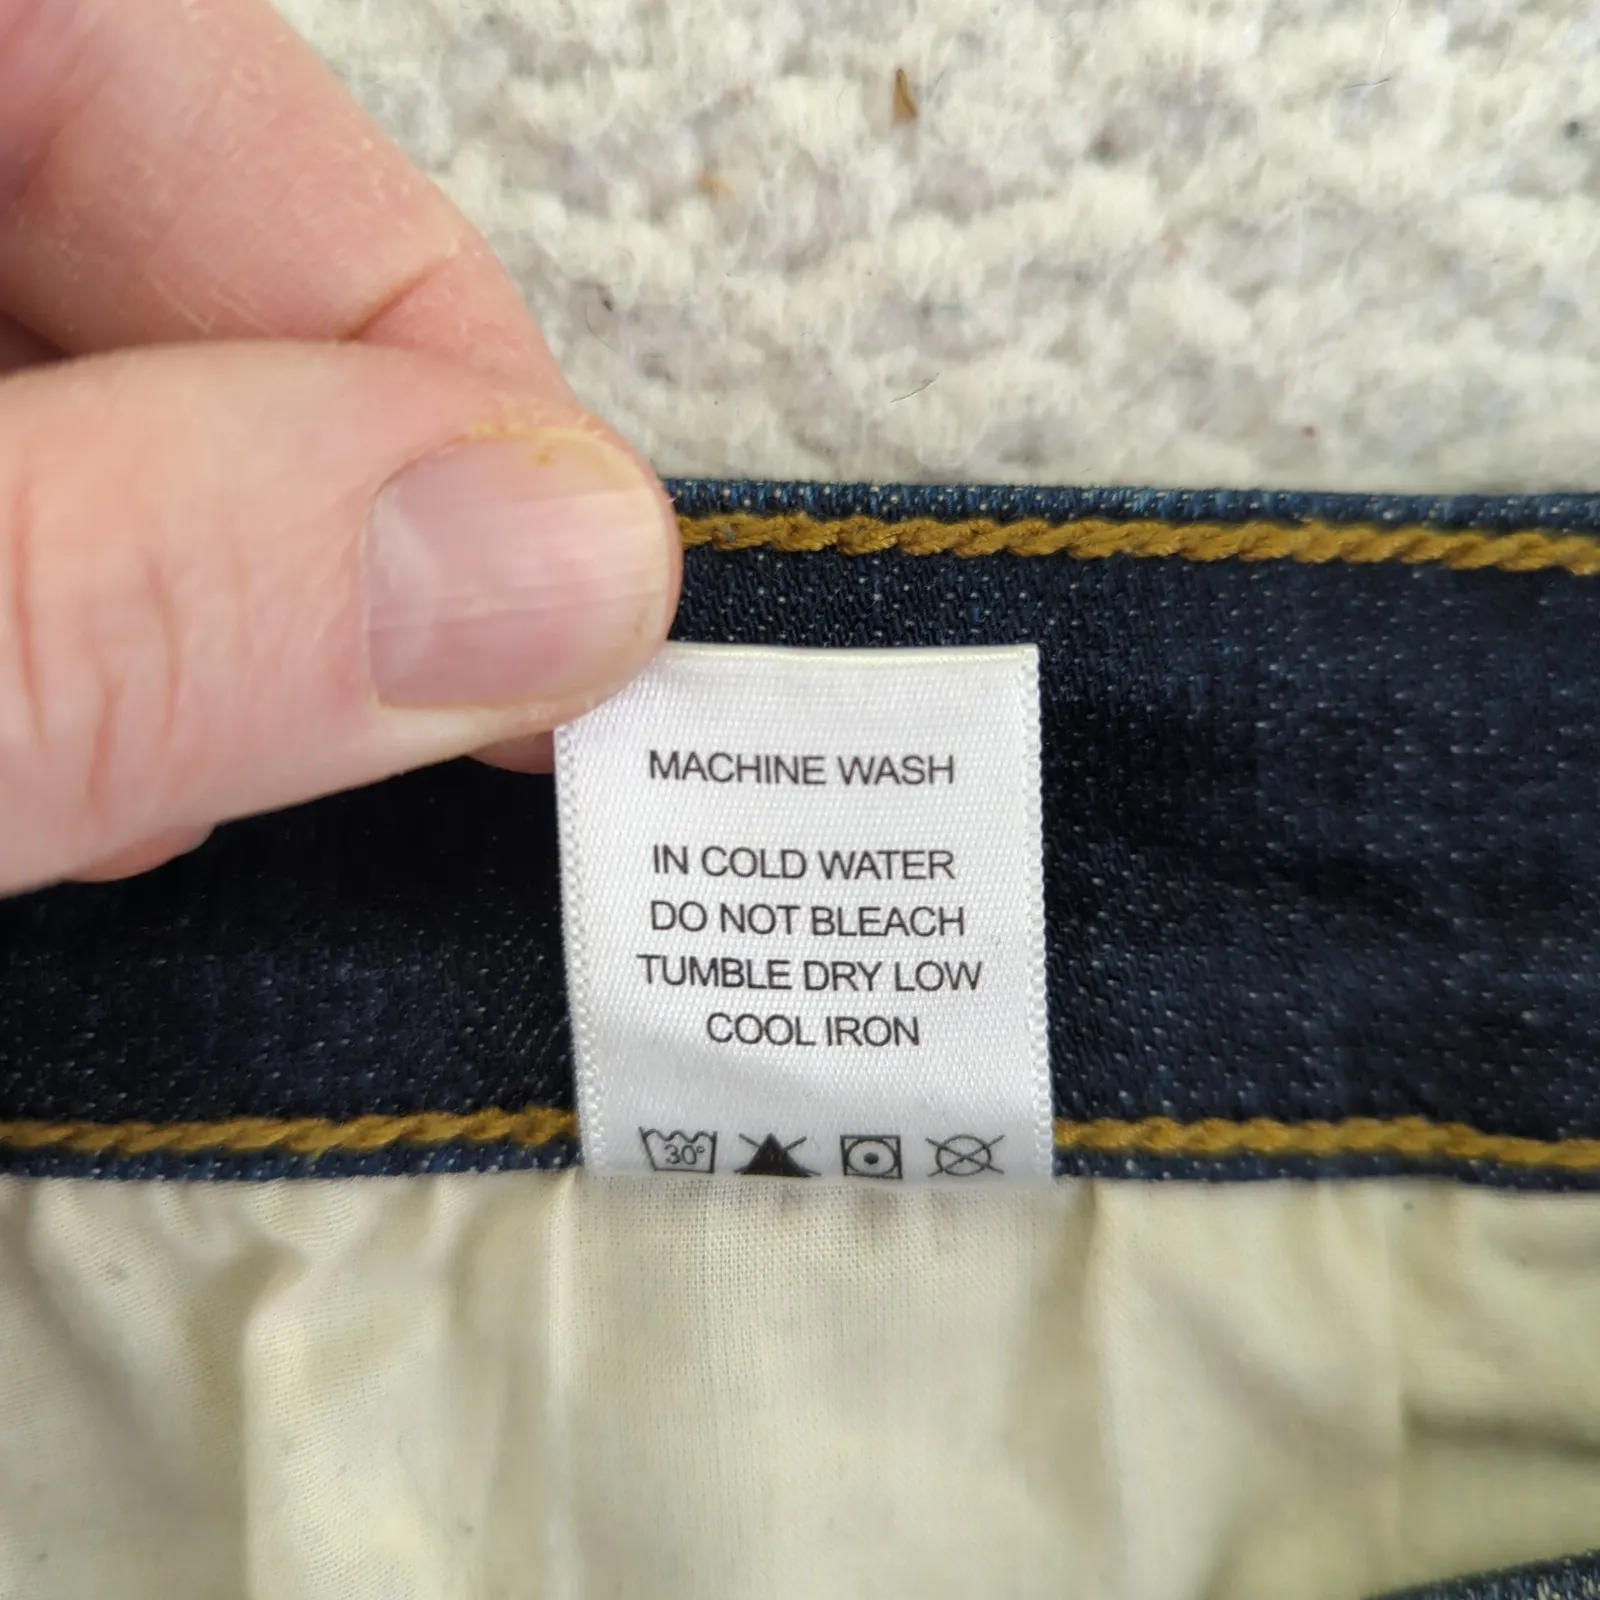 MACHINE WASH
IN COLD WATER
DO NOT BLEACH
TUMBLE DRY LOW
COOL IRON
30°